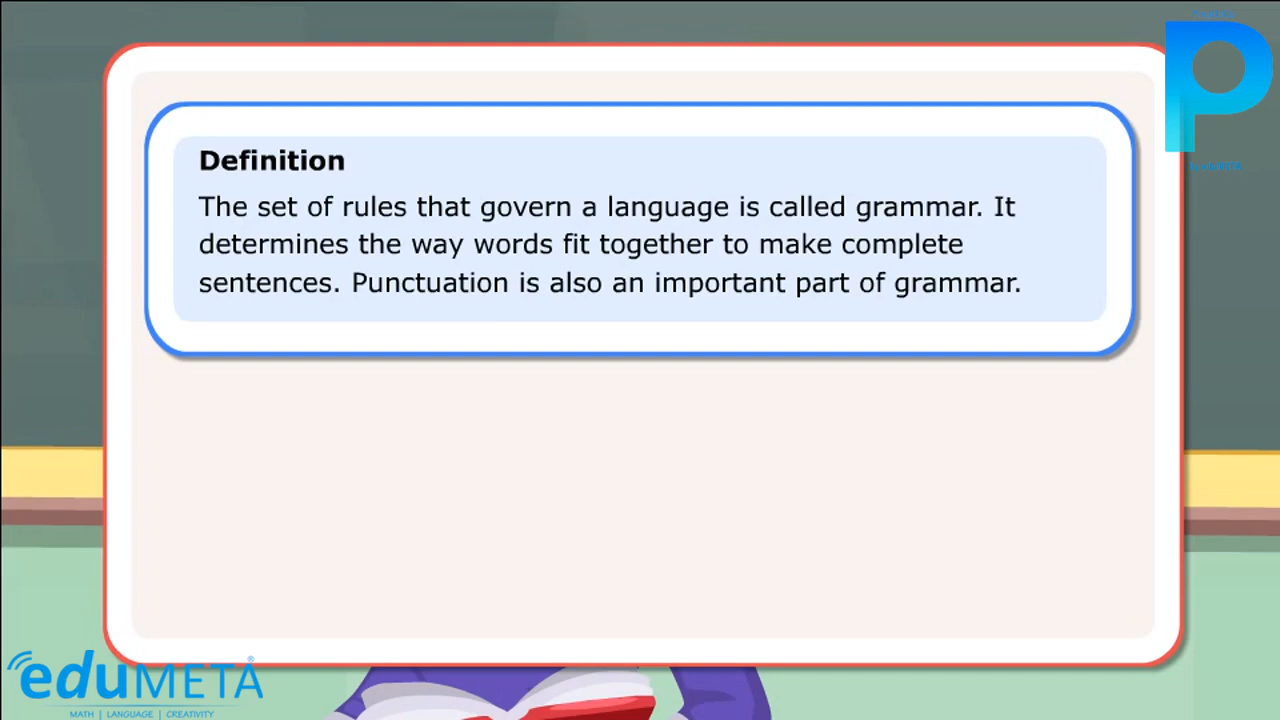 Definition
The set of rules that govern a language is called grammar. It
determines the way words fit together to make complete
sentences. Punctuation is also an important part of grammar.
eduMETA
MATH | LANGUAGE | CREATIVITY